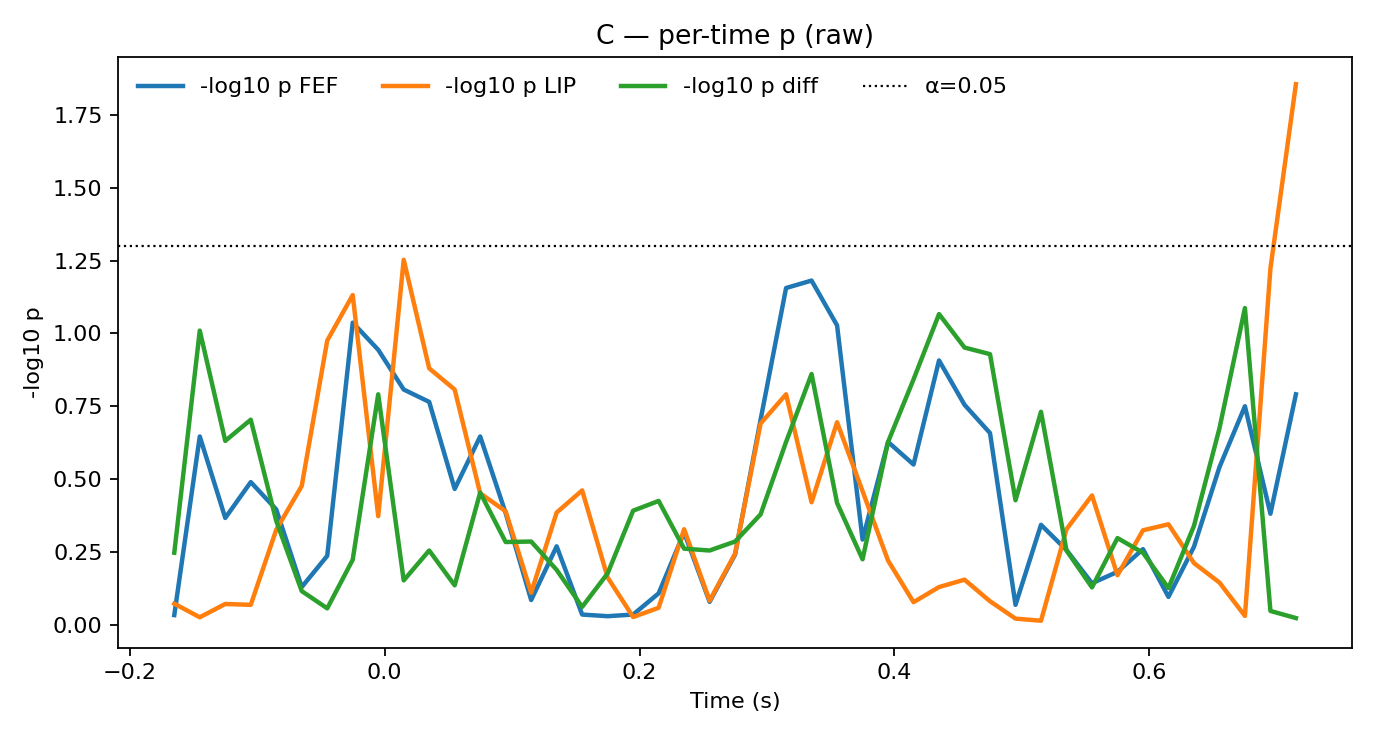 C — per-time p (raw)
-log10 p FEF
-log10 p LIP
-log10 p diff
α=0.05
1.75
1.50
1.25
1.00
0.75
0.50
0.25
0.00
-log10 p
−0.2
0.0
0.2
0.4
0.6
Time (s)